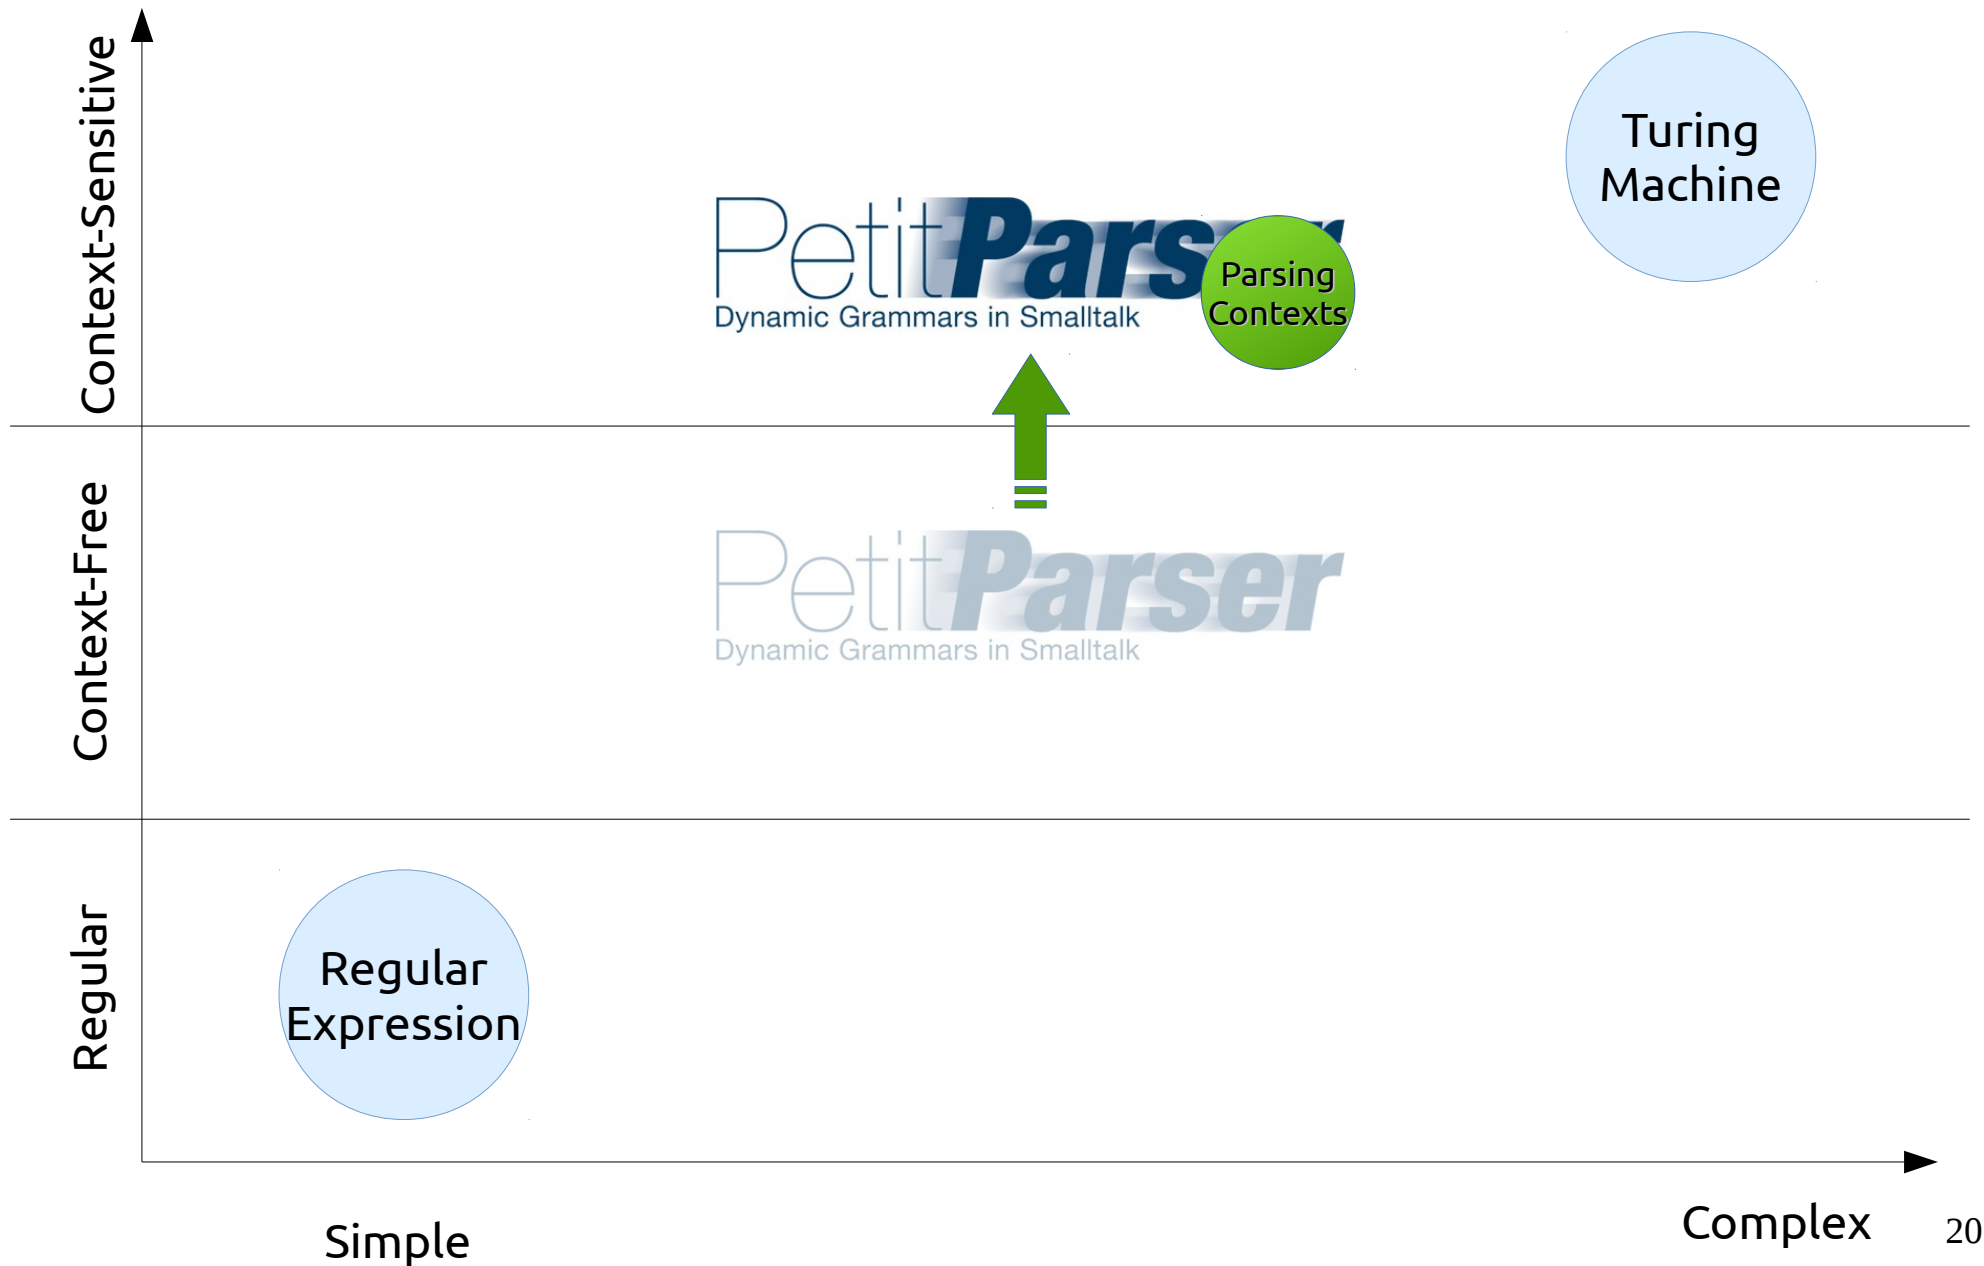 Context-Sensitive
Turing
Machine
PetitParser
Dynamic Grammars in Smalltalk
Parsing
Contexts
Context-Free
PetitParser
Dynamic Grammars in Smalltalk
Regular
Regular
Expression
Simple
Complex
20